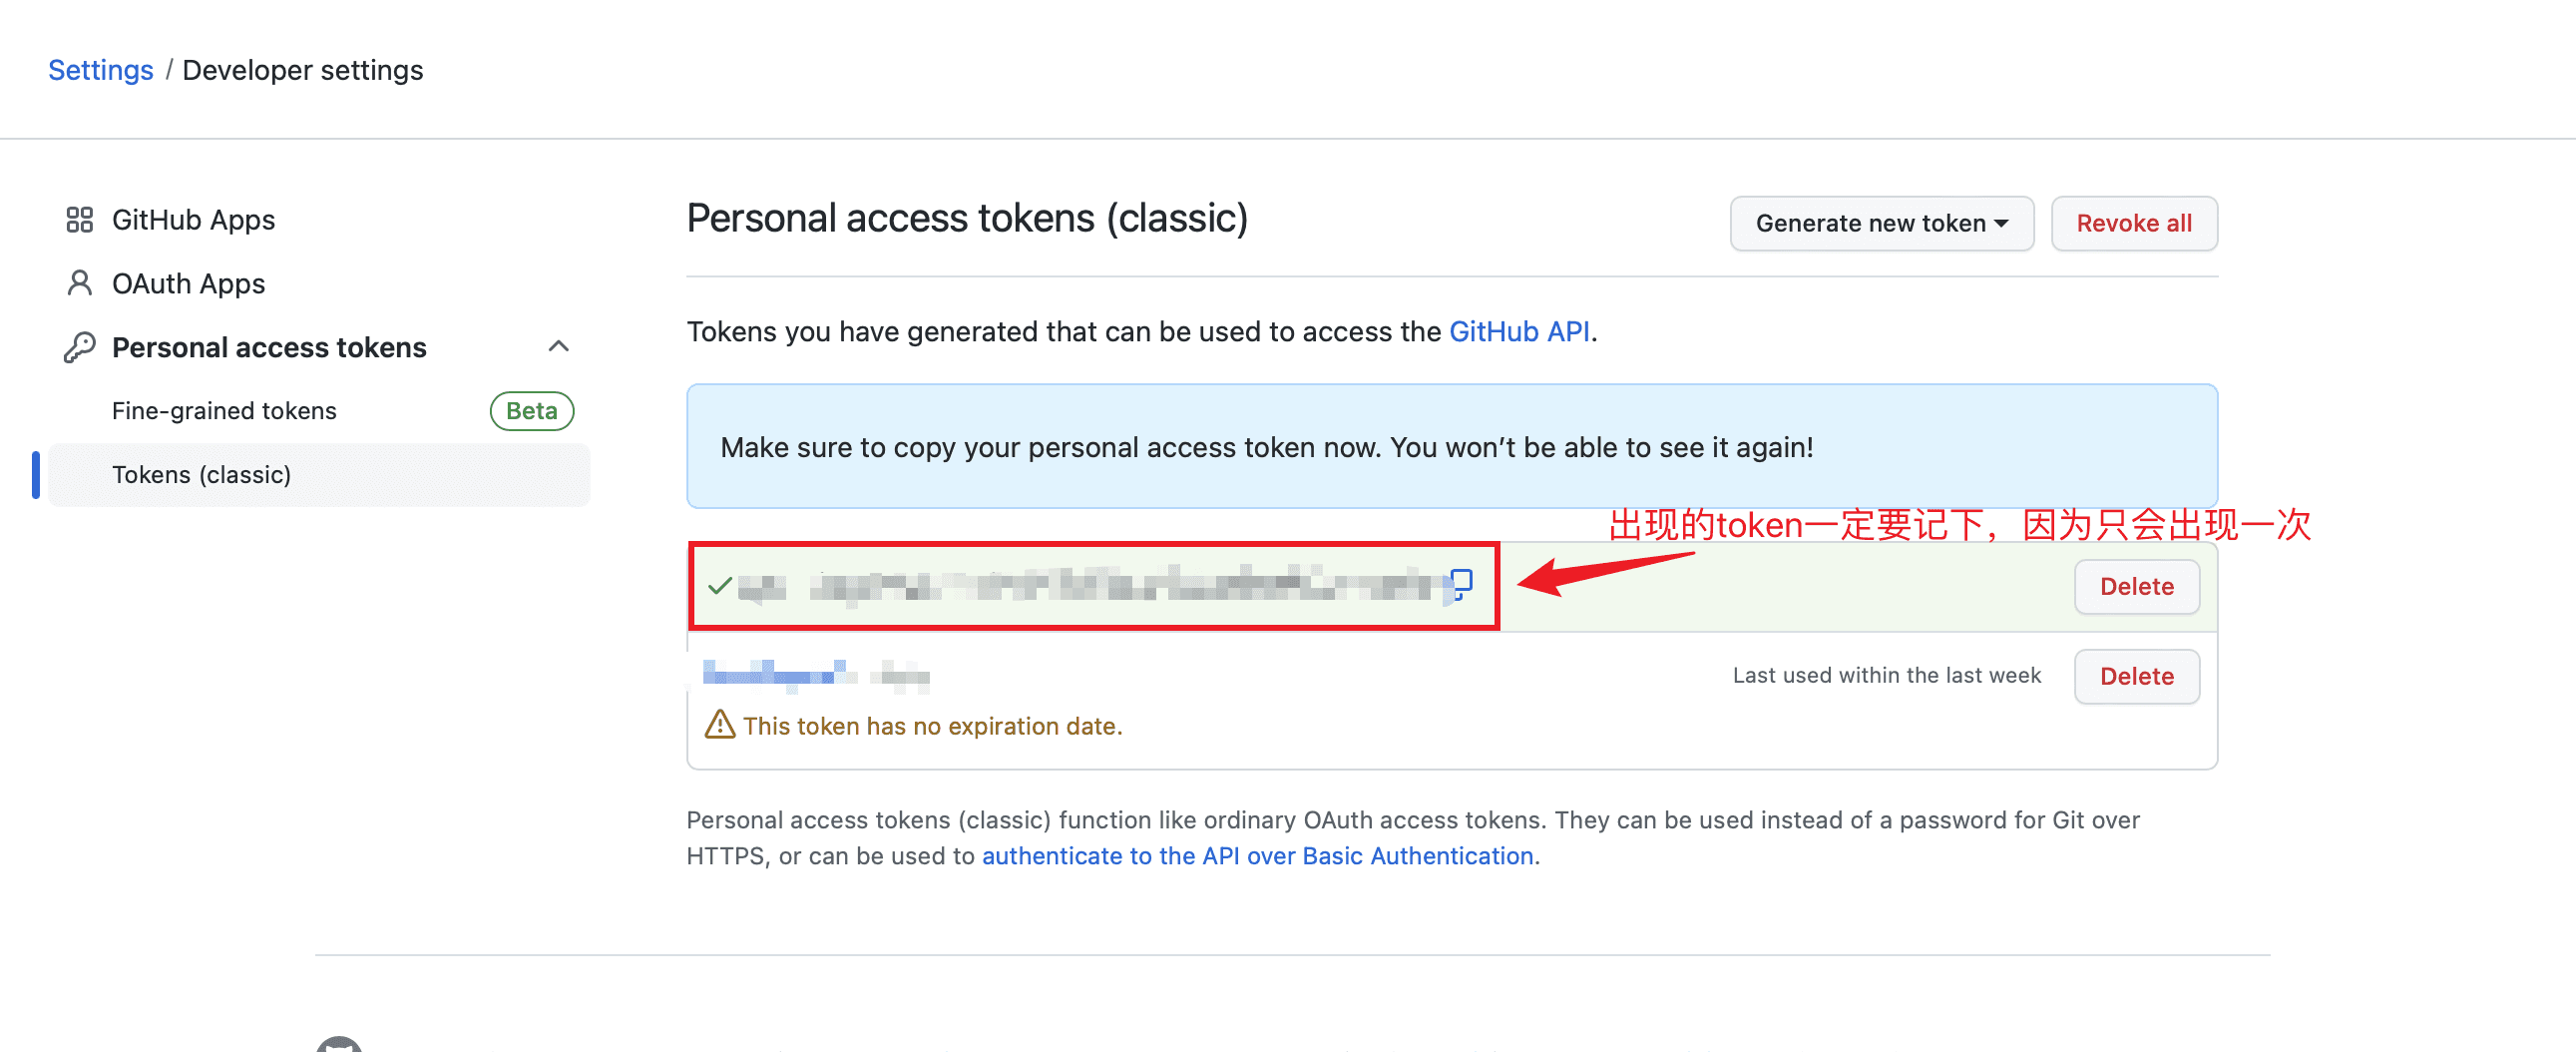 Settings / Developer settings
GitHub Apps
OAuth Apps
Personal access tokens
Fine-grained tokens Beta
Tokens (classic)
Personal access tokens (classic)
Generate new token
Revoke all
Tokens you have generated that can be used to access the GitHub API.
Make sure to copy your personal access token now. You won’t be able to see it again!
出现的token一定要记下，因为只会出现一次
Delete
Last used within the last week
Delete
This token has no expiration date.
Personal access tokens (classic) function like ordinary OAuth access tokens. They can be used instead of a password for Git over
HTTPS, or can be used to authenticate to the API over Basic Authentication.